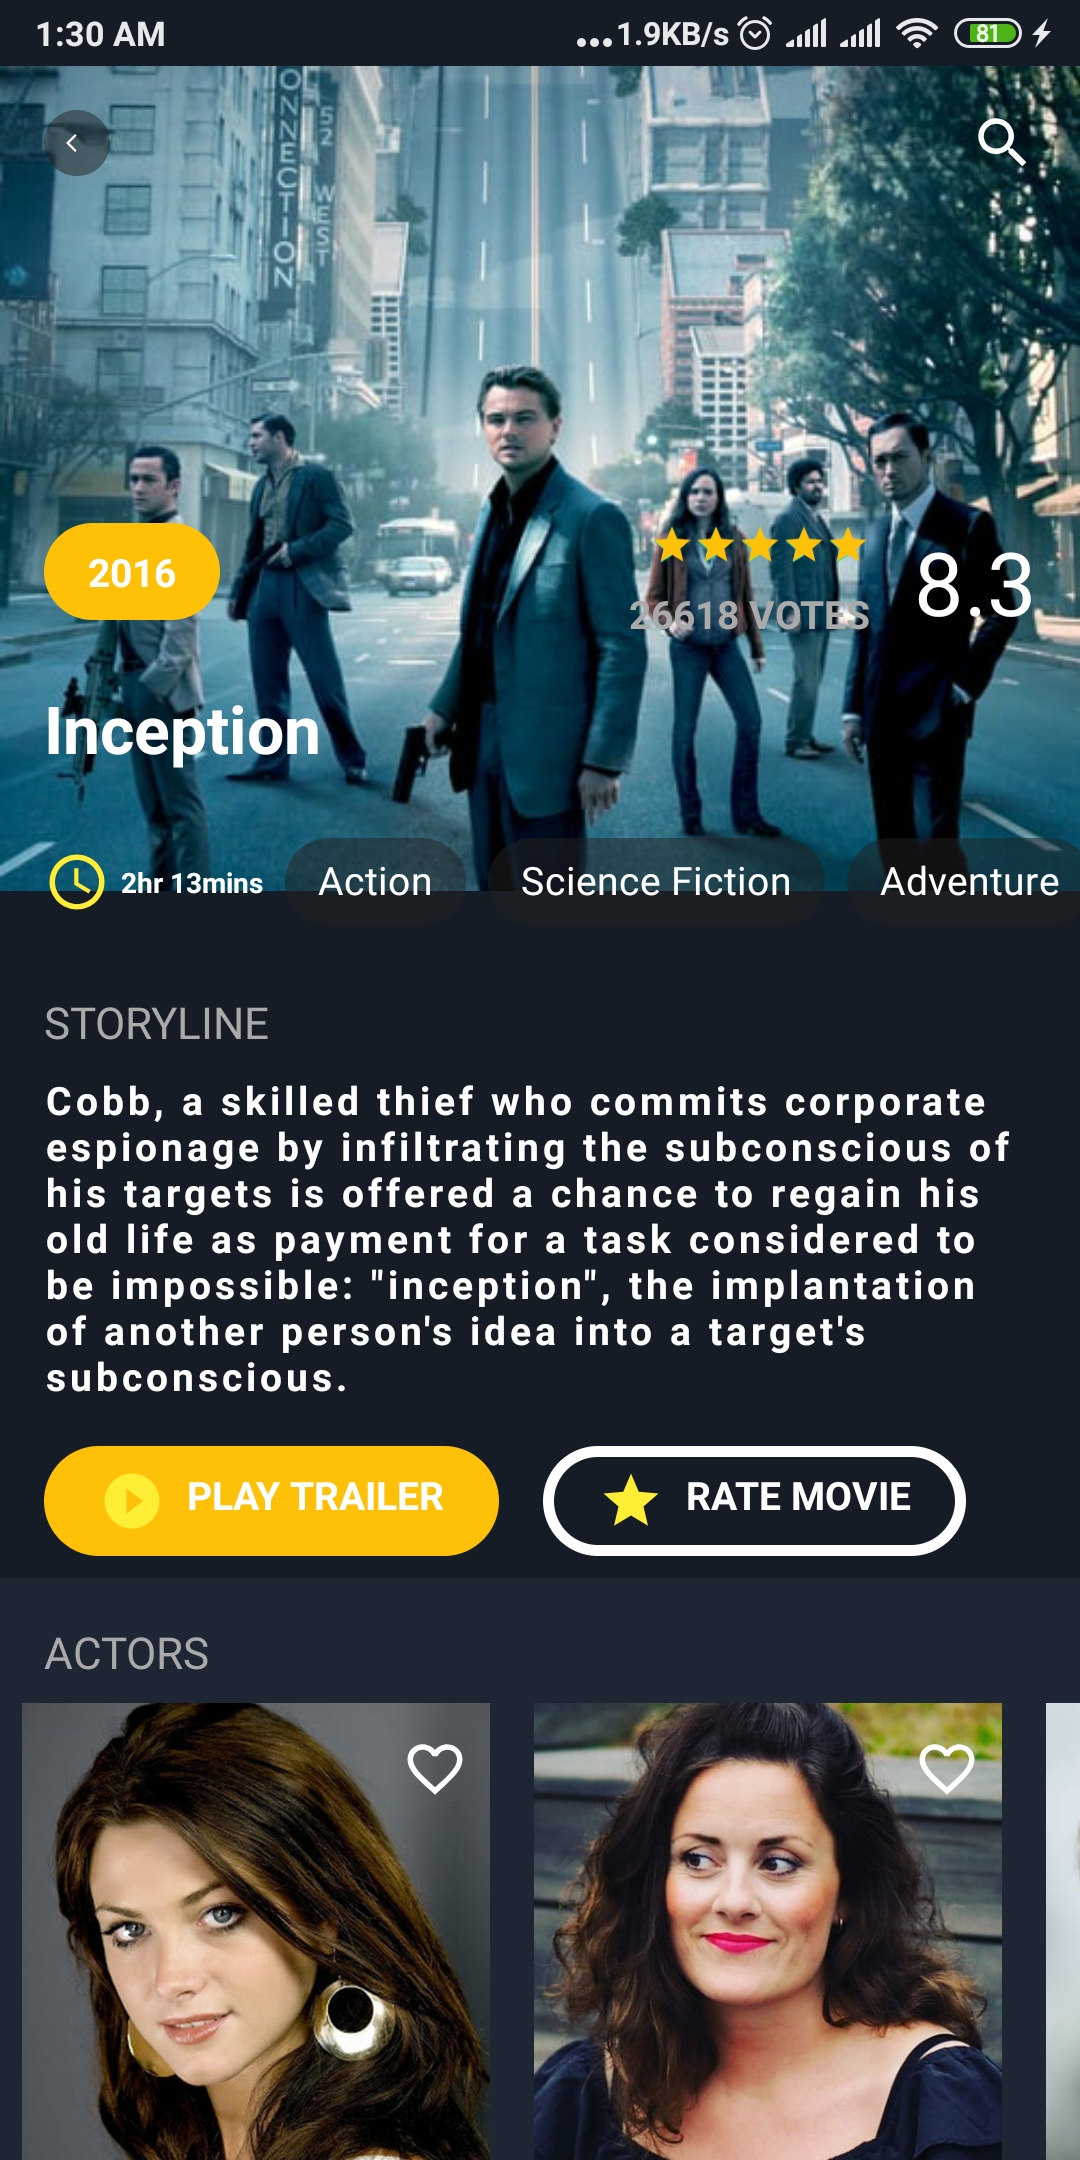 1:30 AM
...1.9KB/s
81
ONNECTION
52 WEST
2016
26618 VOTES
8.3
Inception
2hr 13mins
Action
Science Fiction
Adventure
STORYLINE
Cobb, a skilled thief who commits corporate
espionage by infiltrating the subconscious of
his targets is offered a chance to regain his
old life as payment for a task considered to
be impossible: "inception", the implantation
of another person's idea into a target's
subconscious.
PLAY TRAILER
RATE MOVIE
ACTORS